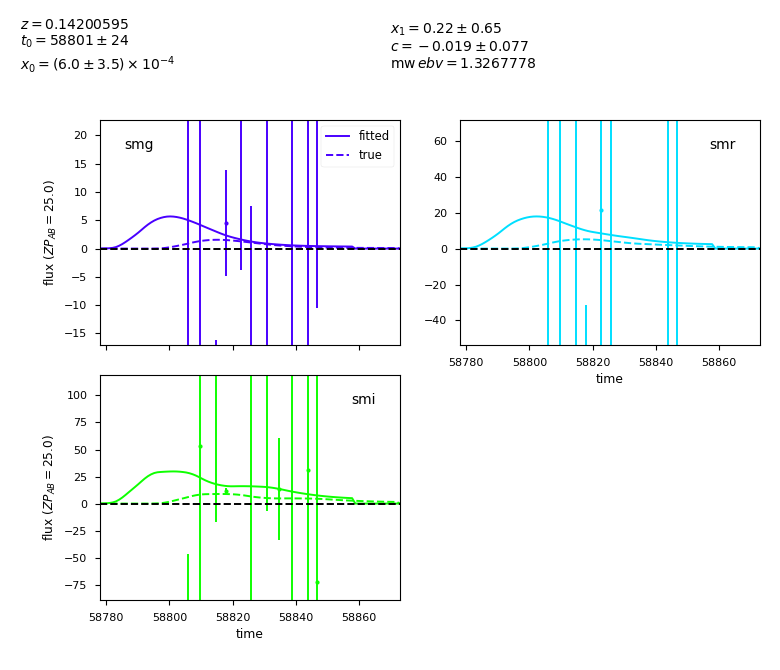 z = 0.14200595
t₀ = 58801 ± 24
x₀ = (6.0 ± 3.5) × 10⁻⁴
x₁ = 0.22 ± 0.65
c = −0.019 ± 0.077
mw ebv = 1.3267778
smg
fitted
true
20
15
10
5
0
−5
−10
−15
flux (ZP_AB = 25.0)
smr
60
40
20
0
−20
−40
58780 58800 58820 58840 58860
time
smi
100
75
50
25
0
−25
−50
−75
flux (ZP_AB = 25.0)
58780 58800 58820 58840 58860
time